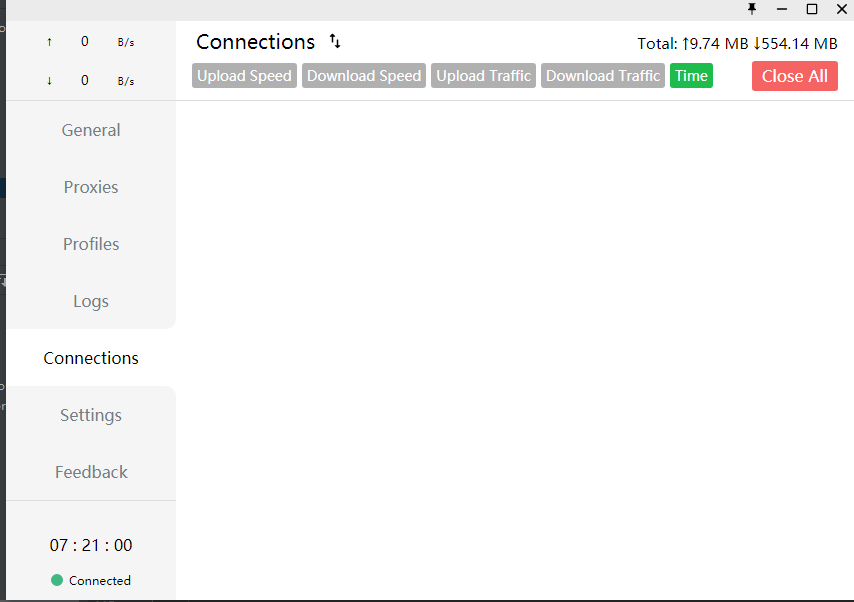 ↑ 0 B/s
↓ 0 B/s
General
Proxies
Profiles
Logs
Connections
Settings
Feedback
07 : 21 : 00
Connected
Connections
Total: ↑9.74 MB ↓554.14 MB
Upload Speed Download Speed Upload Traffic Download Traffic Time Close All